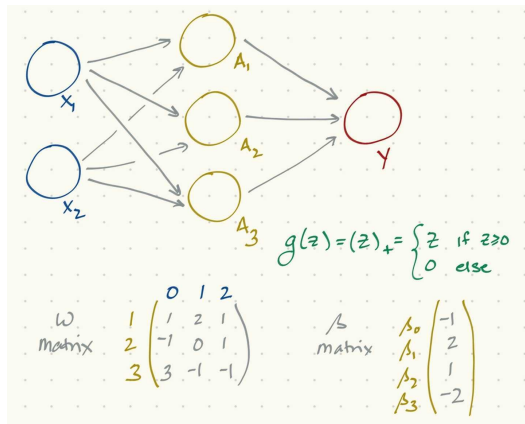 X₁
A₁
A₂
X₂
A₃
Y
g(z)=(z)₊= { z if z≥0
0 else
0 1 2
W matrix
1 ( 1 2 1 )
2 ( -1 0 1 )
3 ( 3 -1 -1 )
β matrix
β₀ ( -1 )
β₁ ( 2 )
β₂ ( 1 )
β₃ ( -2 )